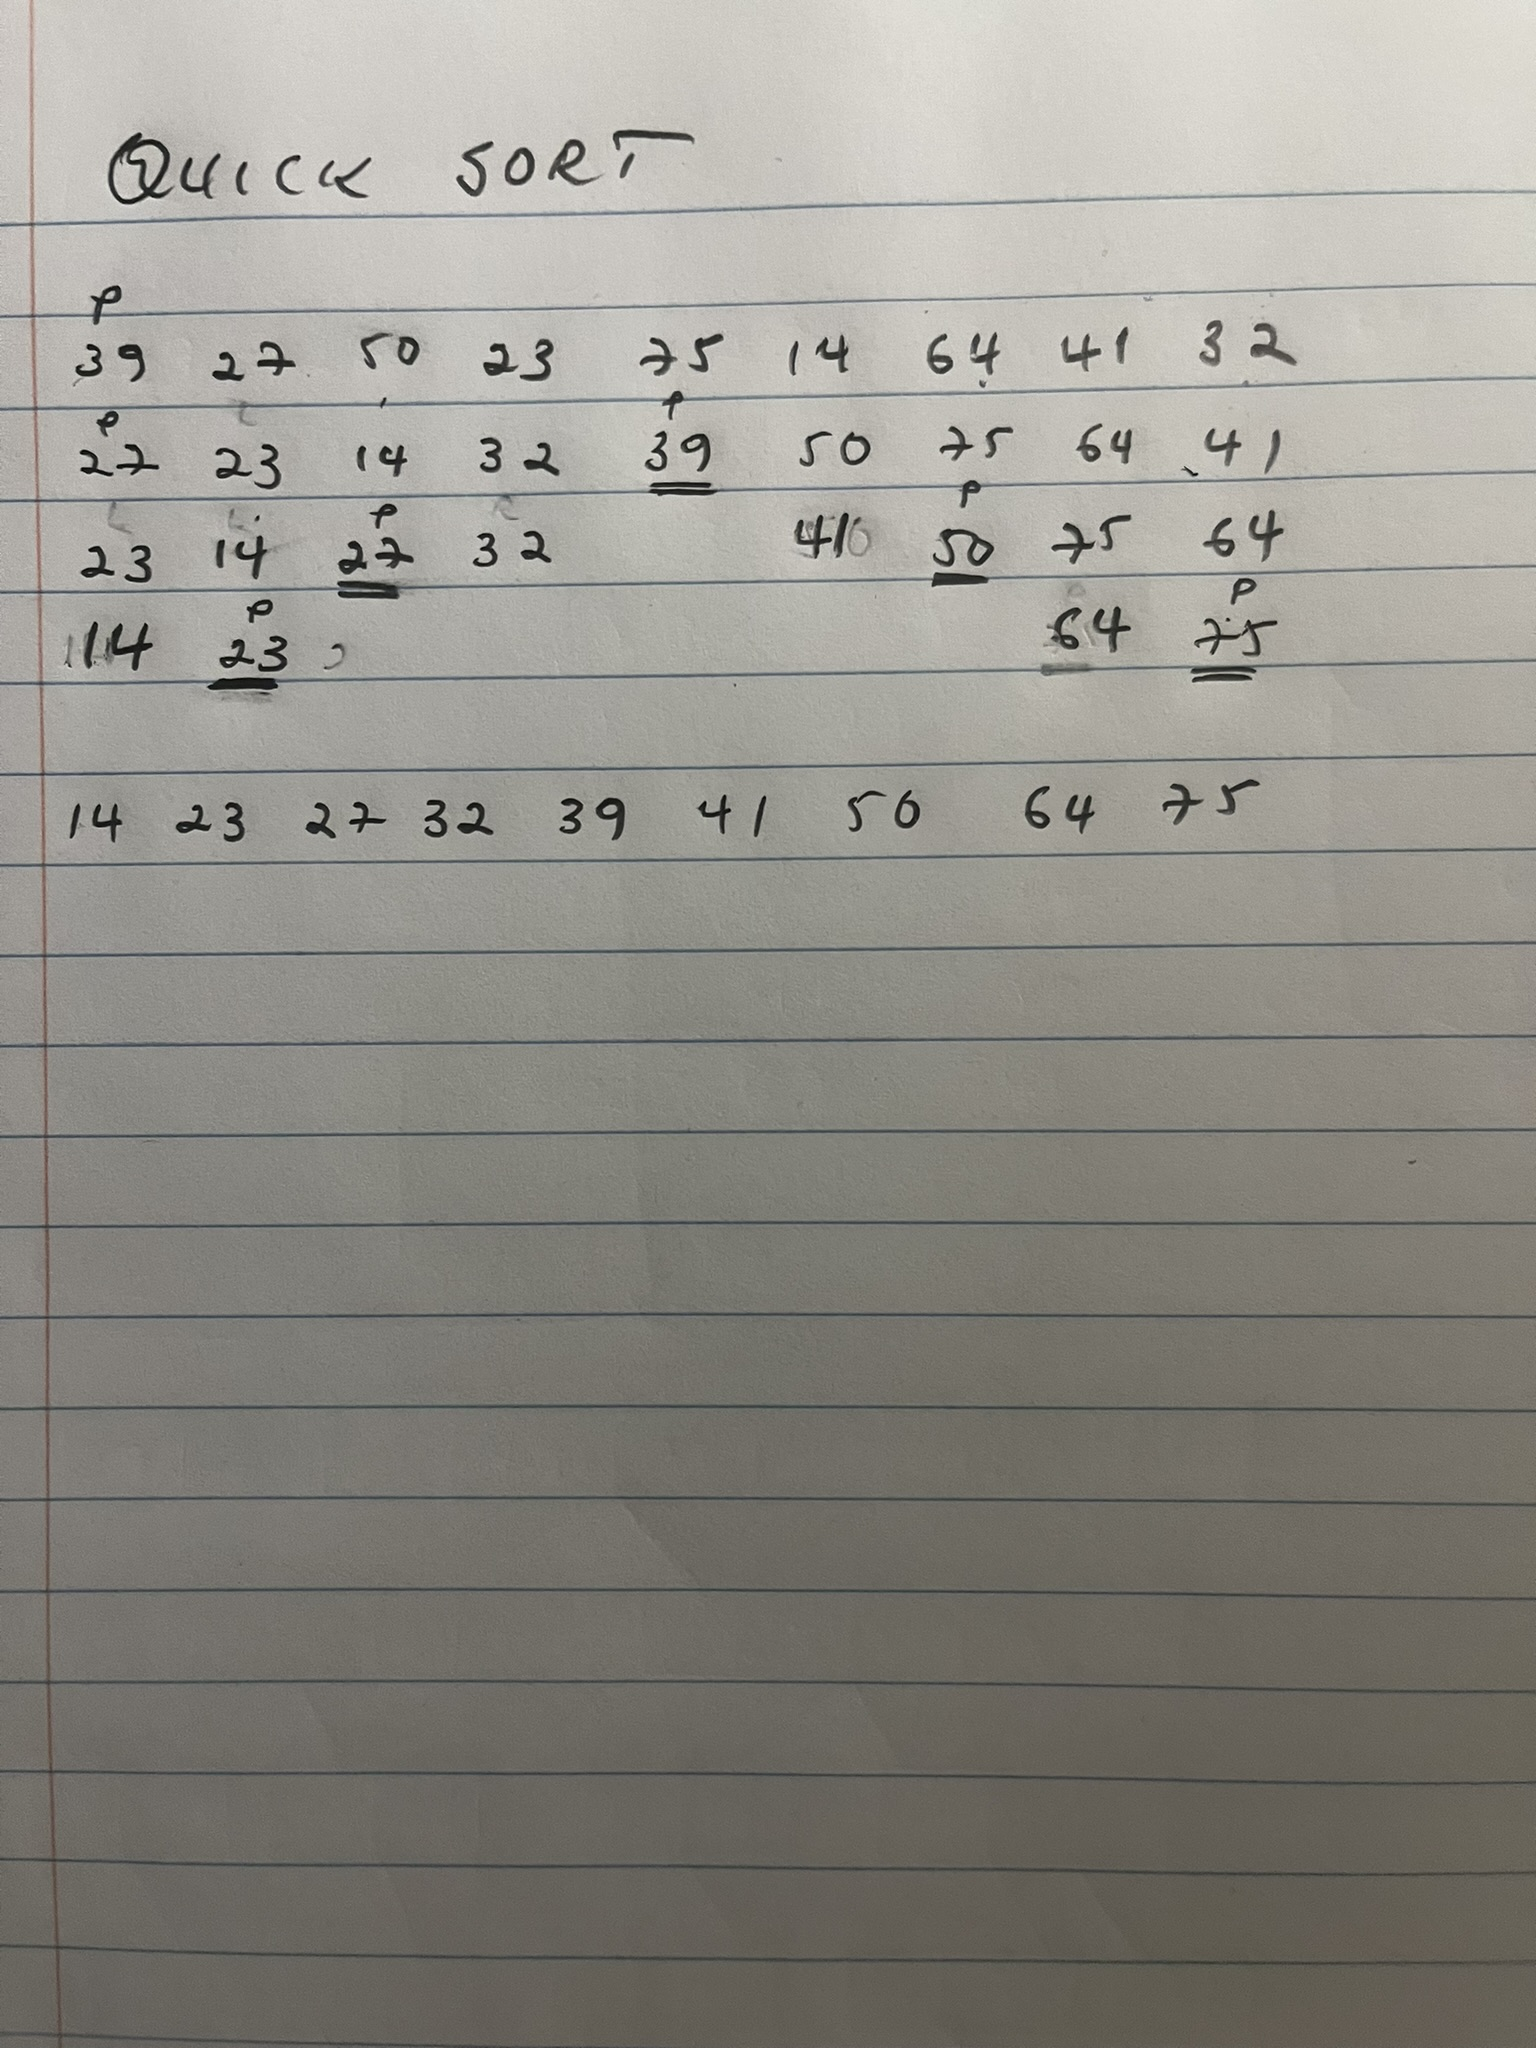 QUICK SORT
P
39 27 50 23 75 14 64 41 32
P P
27 23 14 32 39 50 75 64 41
P P
23 14 27 32 41 50 75 64
P P
14 23 64 75
14 23 27 32 39 41 50 64 75